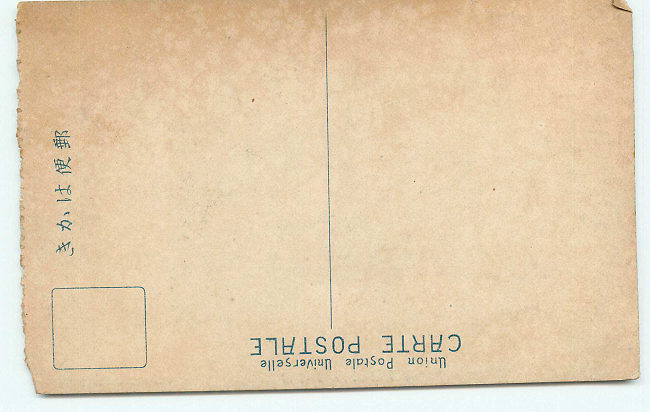 Union Postale Universelle
CARTE POSTALE
郵便はかき